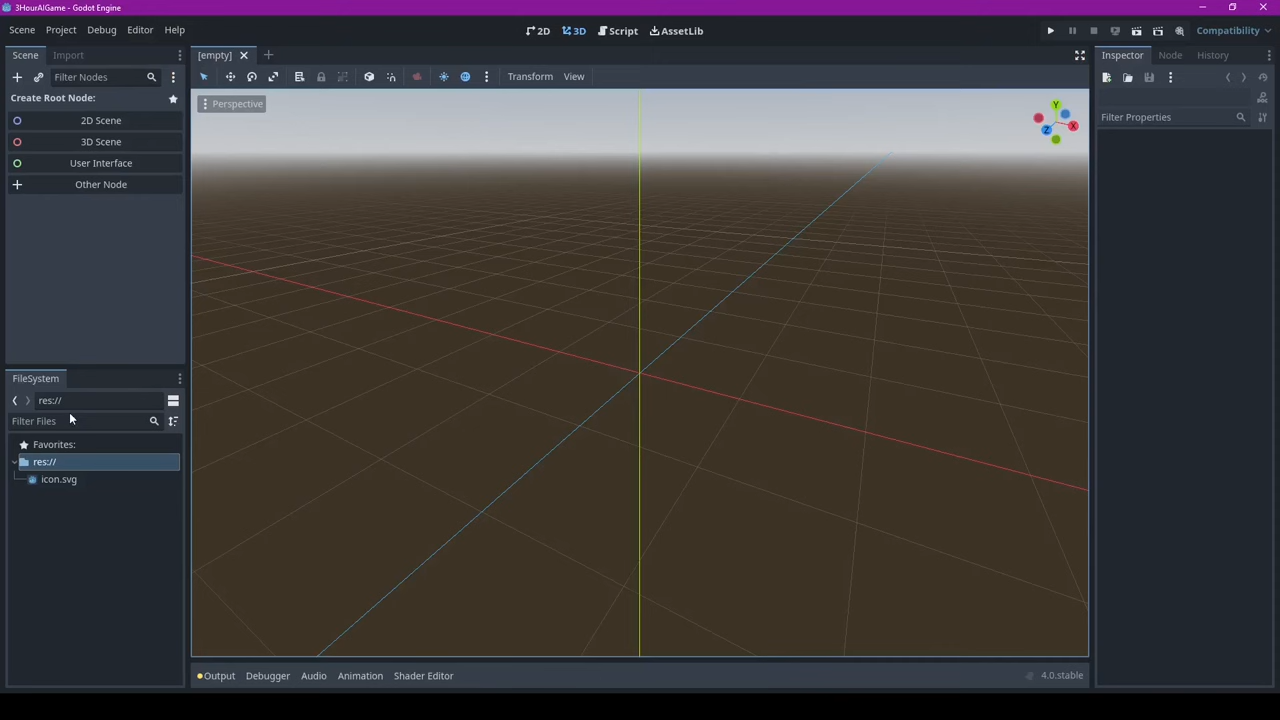 3HourAIGame - Godot Engine
Scene Project Debug Editor Help
2D 3D Script AssetLib
Compatibility
Scene Import
Filter Nodes
Create Root Node:
2D Scene
3D Scene
User Interface
Other Node
FileSystem
res://
Filter Files
Favorites:
res://
icon.svg
[empty]
Transform View
Perspective
Y
X
Z
Output Debugger Audio Animation Shader Editor
4.0.stable
Inspector Node History
Filter Properties